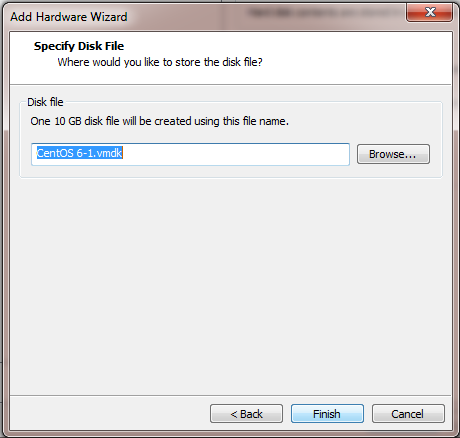 Add Hardware Wizard
Specify Disk File
Where would you like to store the disk file?
Disk file
One 10 GB disk file will be created using this file name.
CentOS 6-1.vmdk
Browse...
< Back
Finish
Cancel